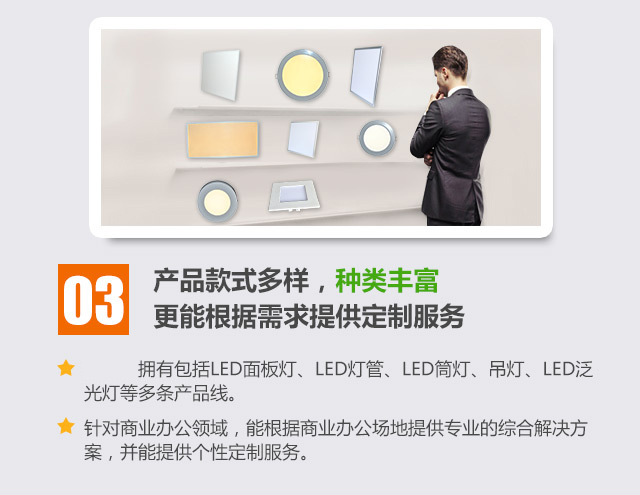 03
产品款式多样，种类丰富
更能根据需求提供定制服务
拥有包括LED面板灯、LED灯管、LED筒灯、吊灯、LED泛
光灯等多条产品线。
针对商业办公领域，能根据商业办公场地提供专业的综合解决方
案，并能提供个性定制服务。